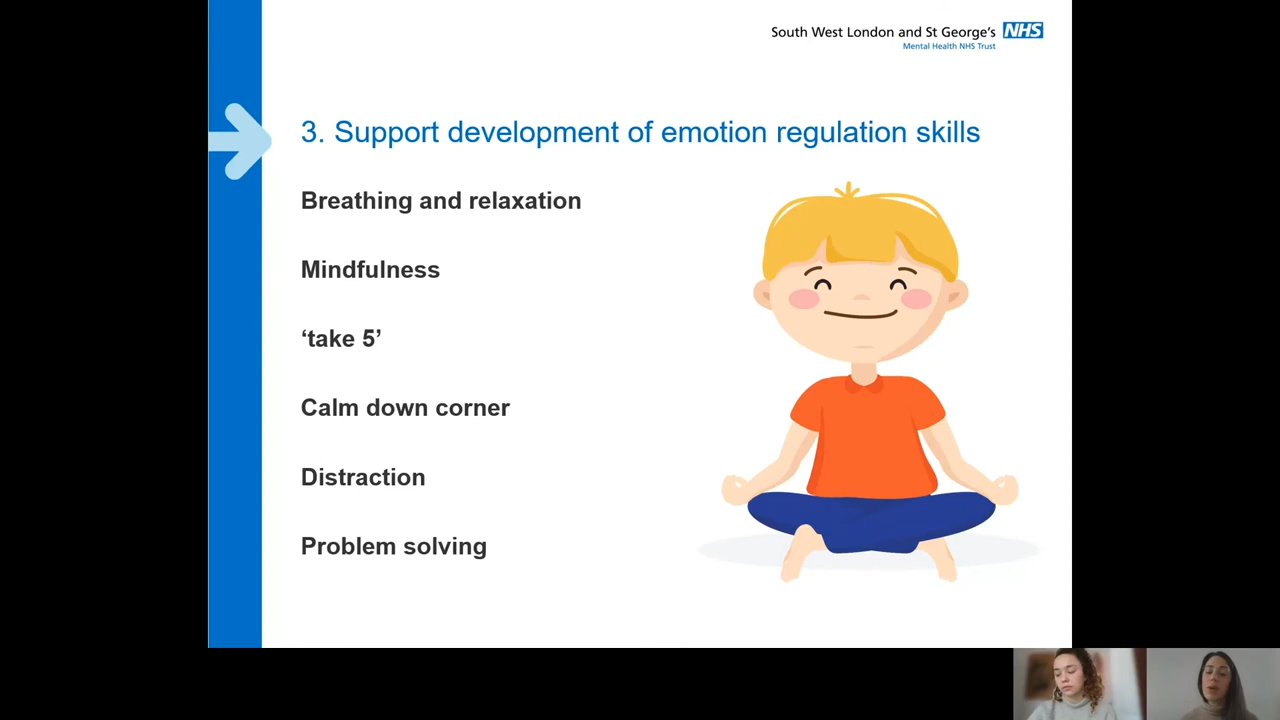 South West London and St George's NHS
Mental Health NHS Trust
3. Support development of emotion regulation skills
Breathing and relaxation
Mindfulness
‘take 5’
Calm down corner
Distraction
Problem solving